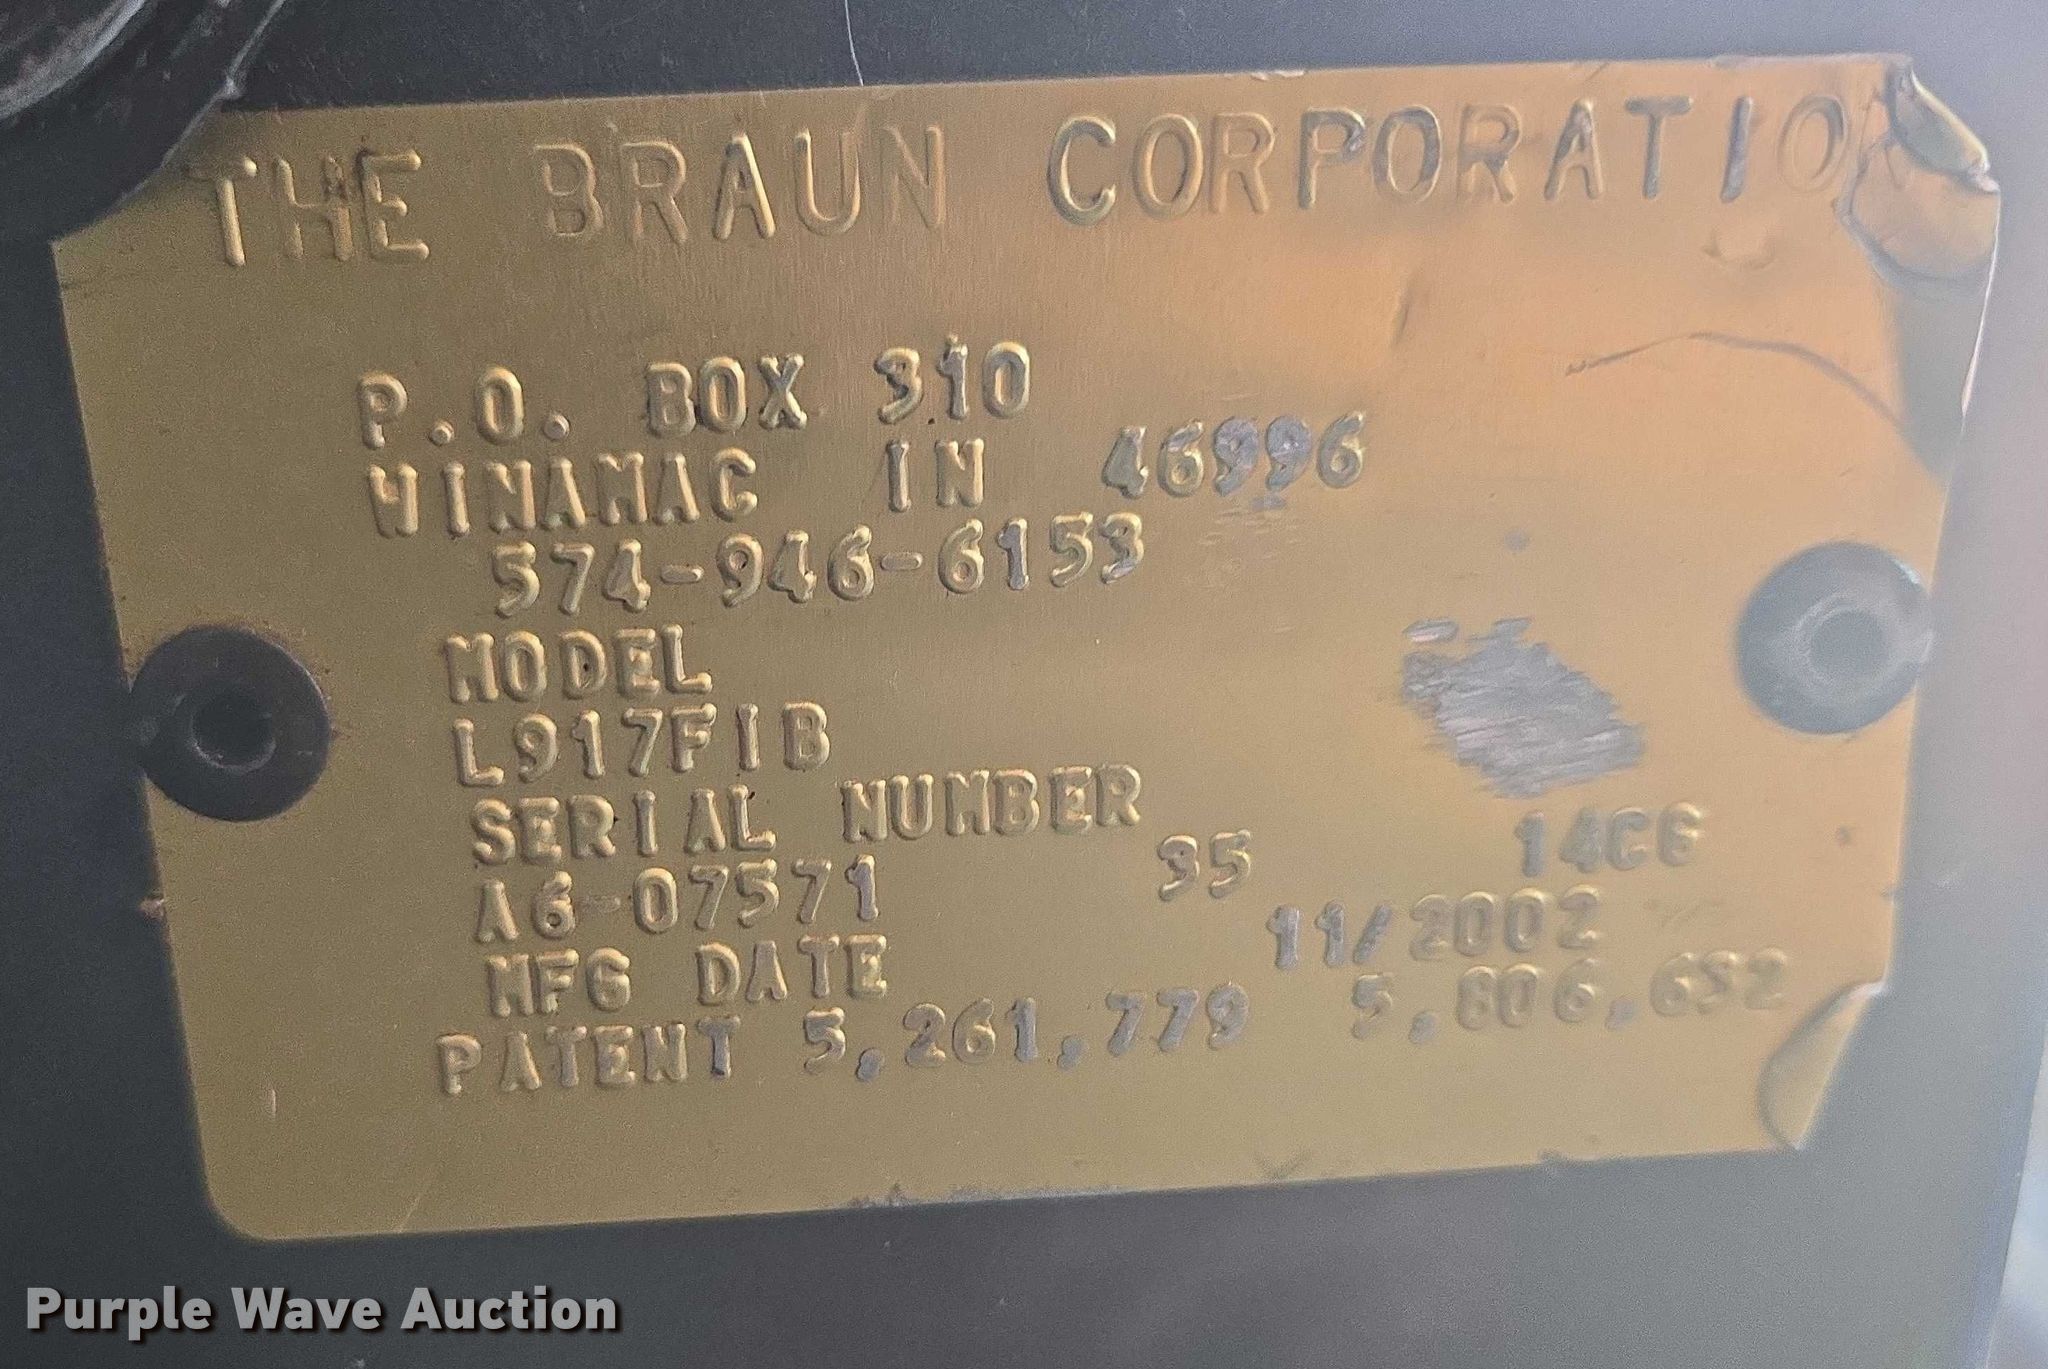 THE BRAUN CORPORATIO
P.O. BOX 310
WINAMAC IN 46996
574-946-6153
MODEL
L917FIB
SERIAL NUMBER
A6-07571 35 14C6
MFG DATE 11/2002
PATENT 5,261,779 5,806,632
Purple Wave Auction